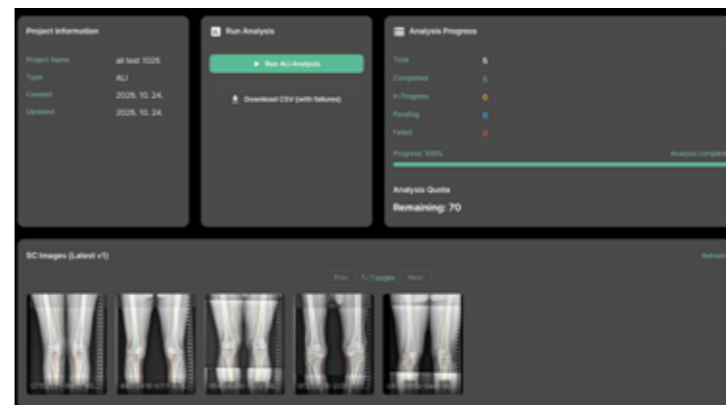 Project Information
Project Name
ali test 1025
Type
ALI
Created
2025. 10. 24.
Updated
2025. 10. 24.
Run Analysis
Run ALI Analysis
Download CSV (with failures)
Analysis Progress
Total
5
Completed
5
In Progress
0
Pending
0
Failed
0
Progress: 100%
Analysis complete
Analysis Quota
Remaining: 70
SC Images (Latest v1)
Refresh
Prev
1 / 1 pages
Next